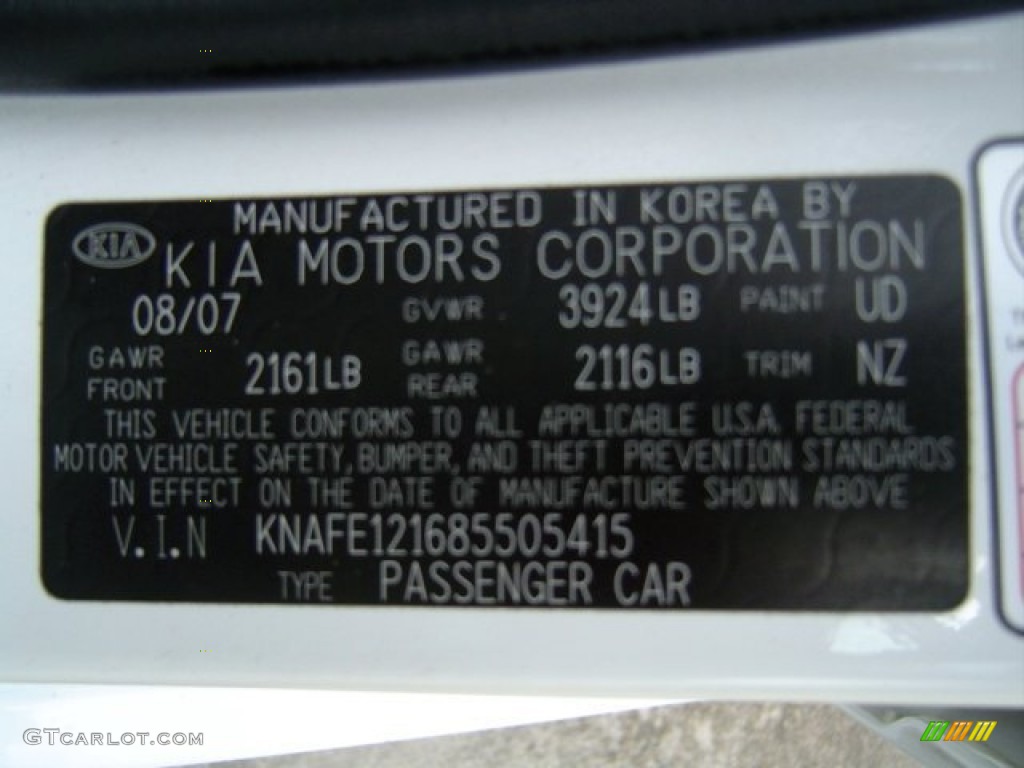 MANUFACTURED IN KOREA BY
KIA KIA MOTORS CORPORATION
08/07 GVWR 3924LB PAINT UD
GAWR FRONT 2161LB GAWR REAR 2116LB TRIM NZ
THIS VEHICLE CONFORMS TO ALL APPLICABLE U.S.A. FEDERAL
MOTOR VEHICLE SAFETY, BUMPER, AND THEFT PREVENTION STANDARDS
IN EFFECT ON THE DATE OF MANUFACTURE SHOWN ABOVE
V.I.N KNAFE121685505415
TYPE PASSENGER CAR
GTCARLOT.COM